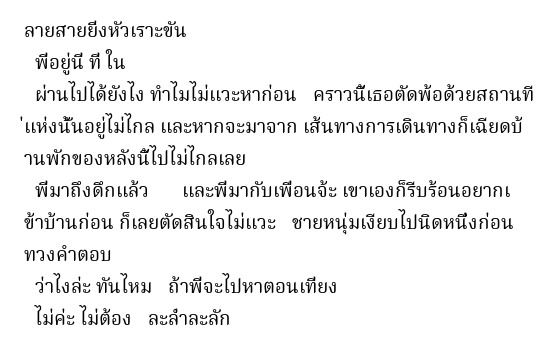 ลายสายยีงหัวเราะขัน
พีอยู่นี ที ใน
ผ่านไปได้ยังไง ทำไมไม่แวะหาก่อน คราวนี้เธอตัดพ้อด้วยสถานที
่แห่งนั้นอยู่ไม่ไกล และหากจะมาจาก เส้นทางการเดินทางก็เฉียดบ้
านพักของหลังนี้ไปไม่ไกลเลย
พีมาถึงดึกแล้ว และพีมากับเพือนจ้ะ เขาเองก็รีบร้อนอยากเ
ข้าบ้านก่อน ก็เลยตัดสินใจไม่แวะ ชายหนุ่มเงียบไปนิดหนึงก่อน
ทวงคำตอบ
ว่าไงล่ะ ทันไหม ถ้าพีจะไปหาตอนเทียง
ไม่ค่ะ ไม่ต้อง ละลำละลัก